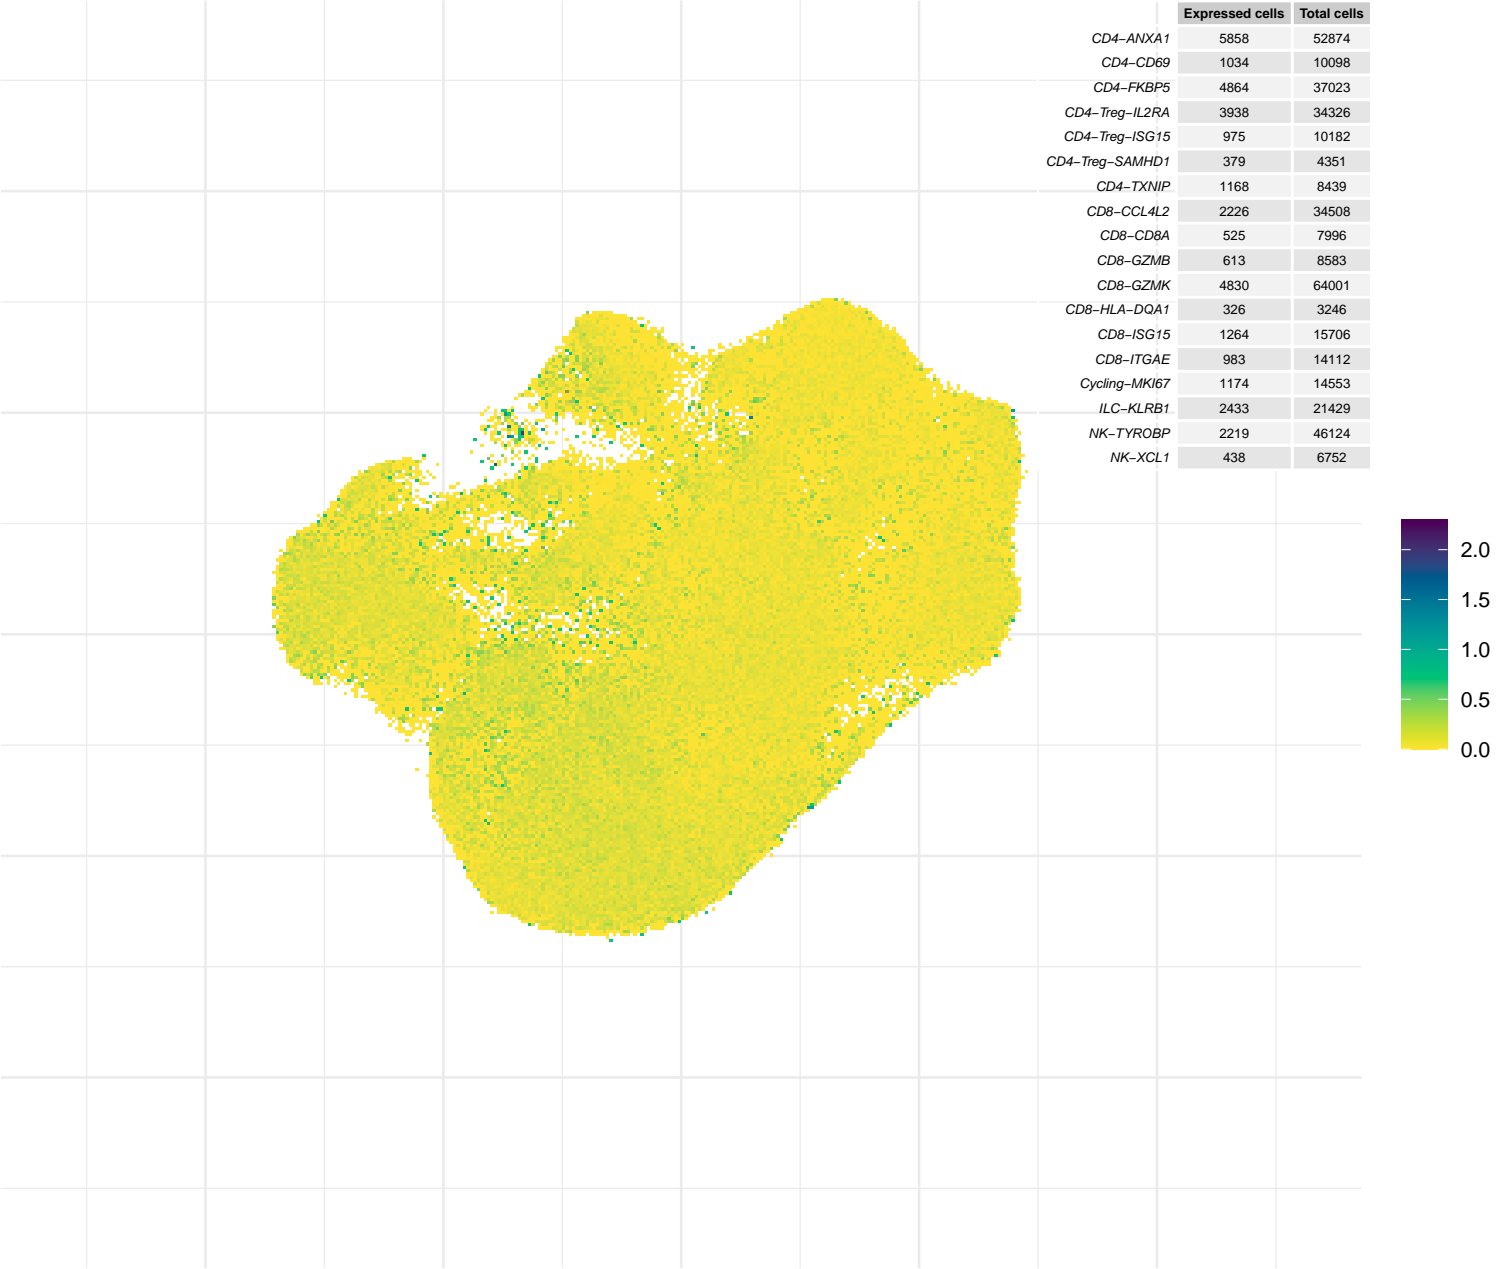 Expressed cells Total cells
CD4−ANXA1 5858 52874
CD4−CD69 1034 10098
CD4−FKBP5 4864 37023
CD4−Treg−IL2RA 3938 34326
CD4−Treg−ISG15 975 10182
CD4−Treg−SAMHD1 379 4351
CD4−TXNIP 1168 8439
CD8−CCL4L2 2226 34508
CD8−CD8A 525 7996
CD8−GZMB 613 8583
CD8−GZMK 4830 64001
CD8−HLA−DQA1 326 3246
CD8−ISG15 1264 15706
CD8−ITGAE 983 14112
Cycling−MKI67 1174 14553
ILC−KLRB1 2433 21429
NK−TYROBP 2219 46124
NK−XCL1 438 6752
2.0
1.5
1.0
0.5
0.0